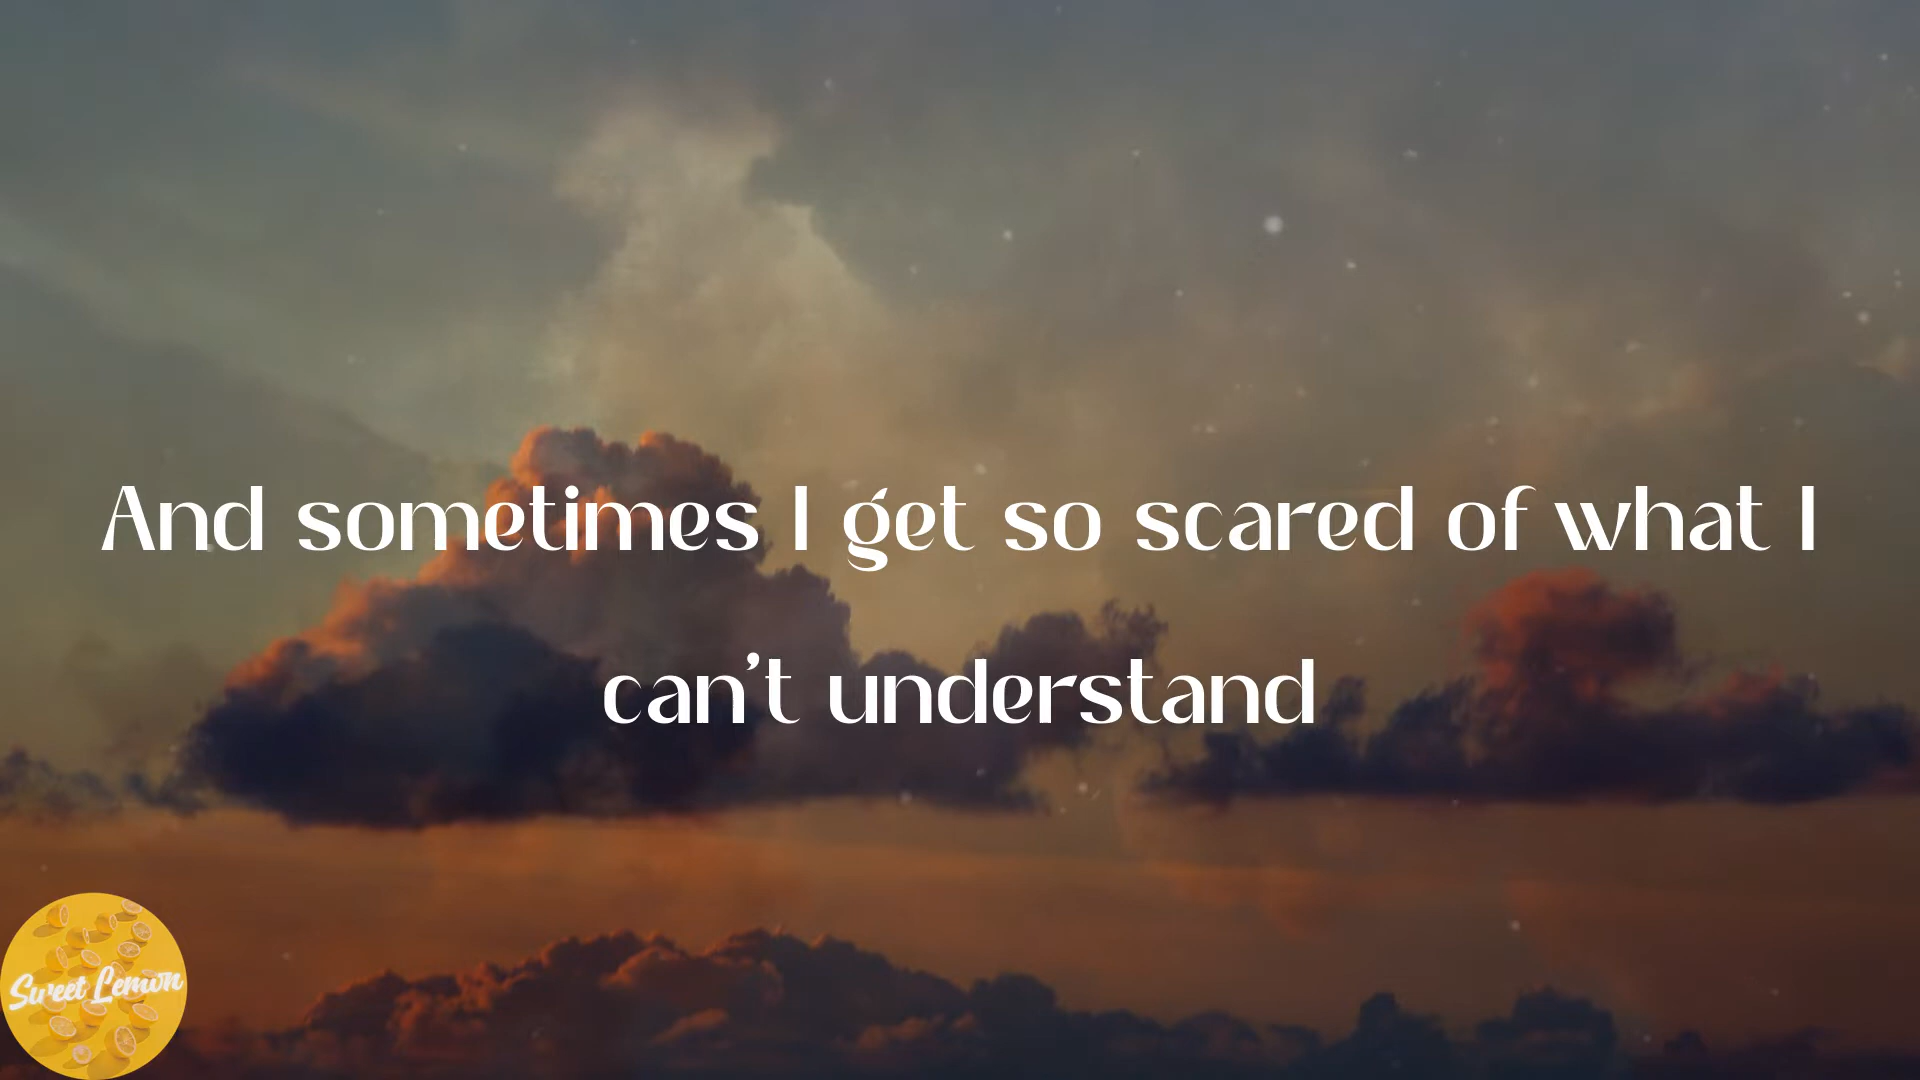 And sometimes I get so scared of what I
can't understand
Sweet Lemon